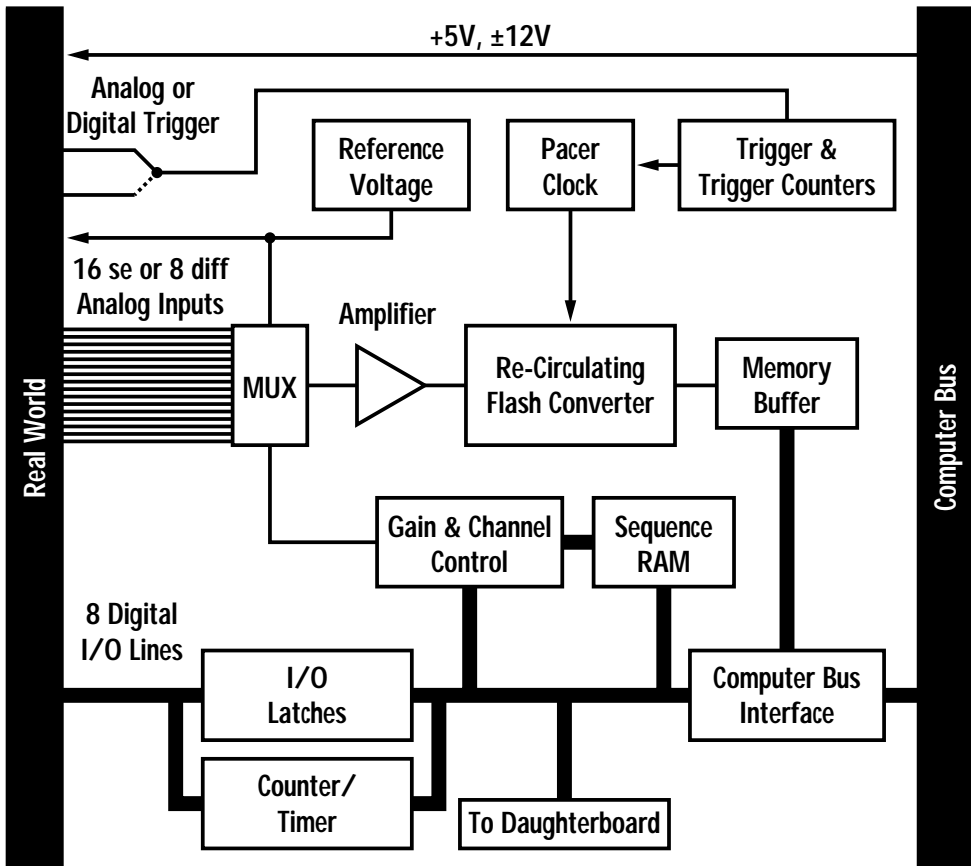 +5V, ±12V
Analog or
Digital Trigger
Reference
Voltage
Pacer
Clock
Trigger &
Trigger Counters
16 se or 8 diff
Analog Inputs
Amplifier
MUX
Re-Circulating
Flash Converter
Memory
Buffer
Real World
Computer Bus
Gain & Channel
Control
Sequence
RAM
8 Digital
I/O Lines
I/O
Latches
Computer Bus
Interface
Counter/
Timer
To Daughterboard